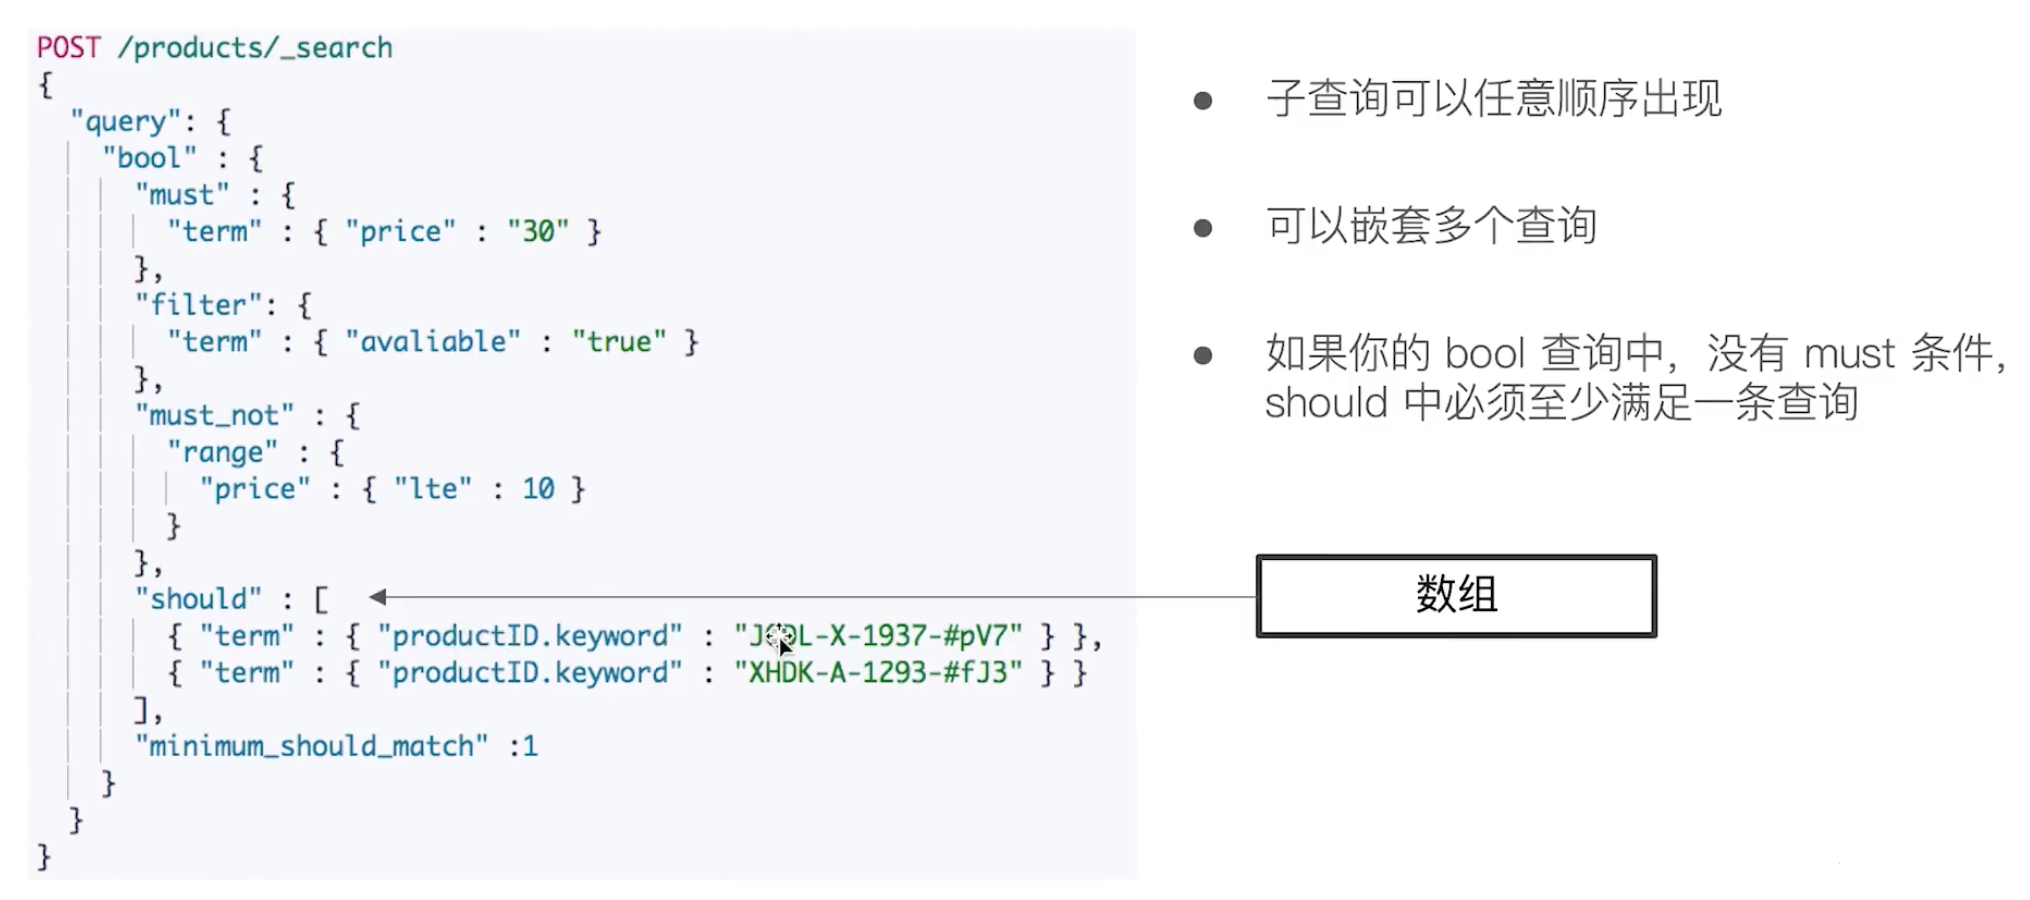 POST /products/_search
{
"query": {
"bool" : {
"must" : {
"term" : { "price" : "30" }
},
"filter": {
"term" : { "avaliable" : "true" }
},
"must_not" : {
"range" : {
"price" : { "lte" : 10 }
}
},
"should" : [
{ "term" : { "productID.keyword" : "JODL-X-1937-#pV7" } },
{ "term" : { "productID.keyword" : "XHDK-A-1293-#fJ3" } }
],
"minimum_should_match" :1
}
}
}
● 子查询可以任意顺序出现
● 可以嵌套多个查询
● 如果你的 bool 查询中，没有 must 条件，
should 中必须至少满足一条查询
数组